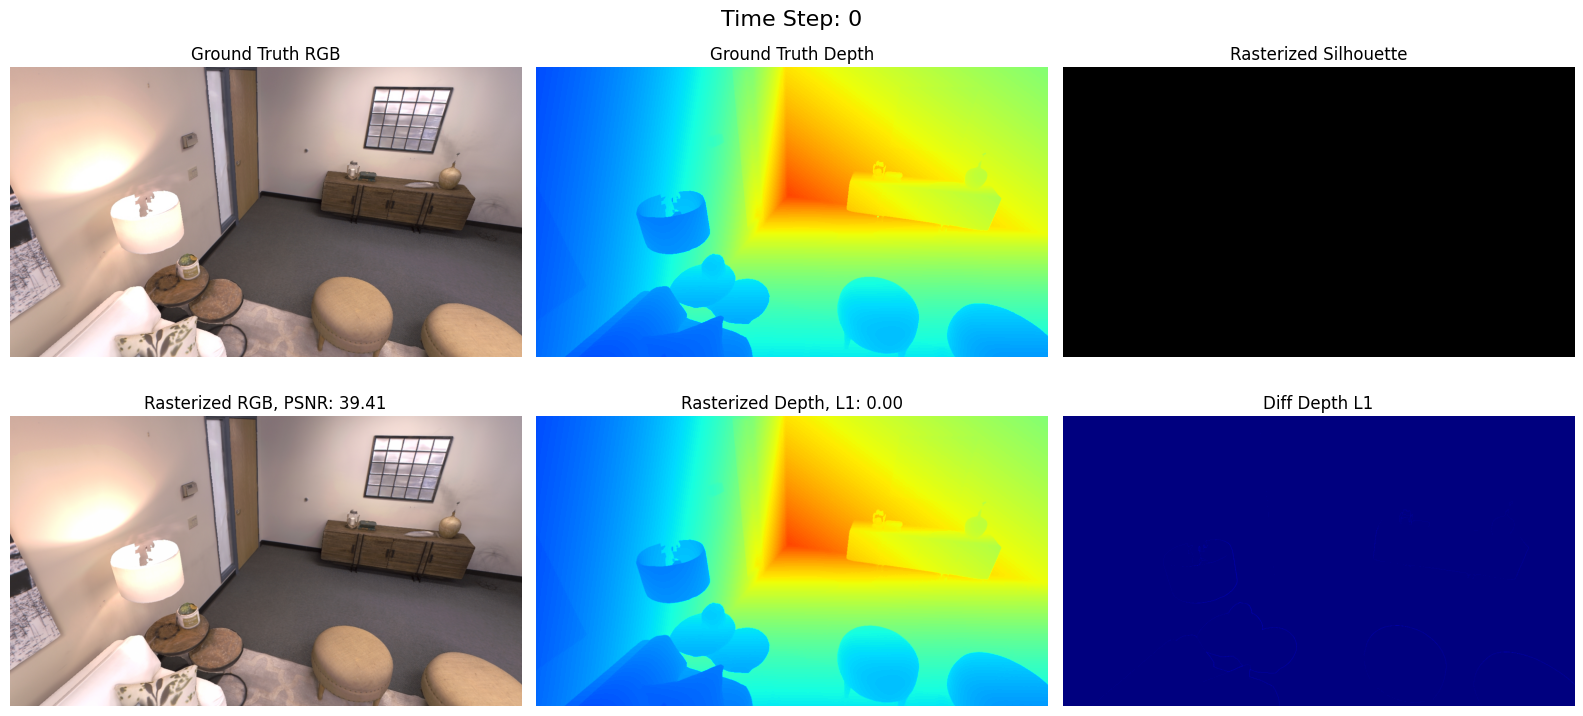 Time Step: 0
Ground Truth RGB
Ground Truth Depth
Rasterized Silhouette
Rasterized RGB, PSNR: 39.41
Rasterized Depth, L1: 0.00
Diff Depth L1